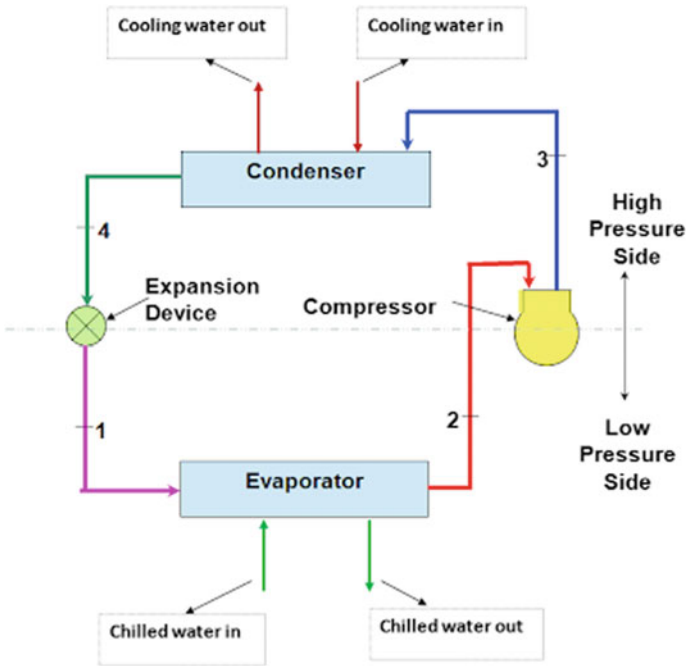 Cooling water out
Cooling water in
Condenser
3
High
Pressure
Side
4
Expansion
Device
Compressor
1
2
Low
Pressure
Side
Evaporator
Chilled water in
Chilled water out